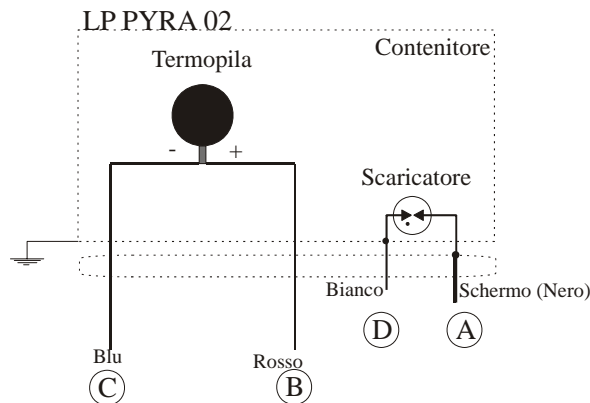 LP PYRA 02
Contenitore
Termopila
- +
Scaricatore
Bianco
Schermo (Nero)
D
A
Blu
Rosso
C
B